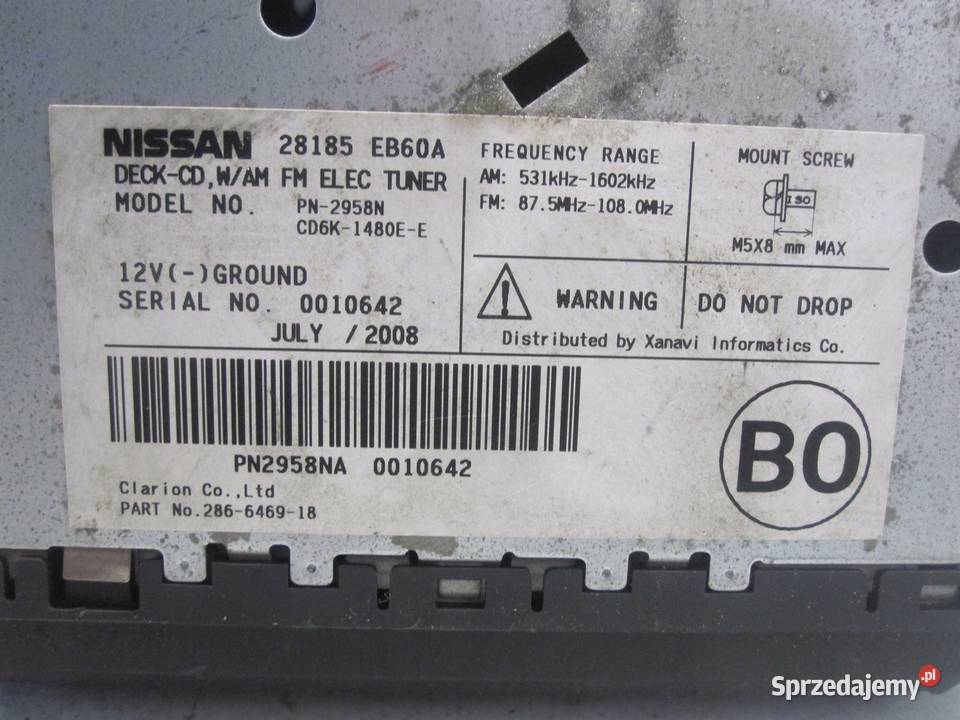 NISSAN 28185 EB60A
DECK-CD,W/AM FM ELEC TUNER
MODEL NO. PN-2958N
CD6K-1480E-E
12V(-)GROUND
SERIAL NO. 0010642
JULY /2008
FREQUENCY RANGE
AM: 531kHz-1602kHz
FM: 87.5MHz-108.0MHz
MOUNT SCREW
ISO
M5X8 mm MAX
WARNING
DO NOT DROP
Distributed by Xanavi Informatics Co.
PN2958NA 0010642
Clarion Co.,Ltd
PART No.286-6469-18
BO
Sprzedajemy.pl